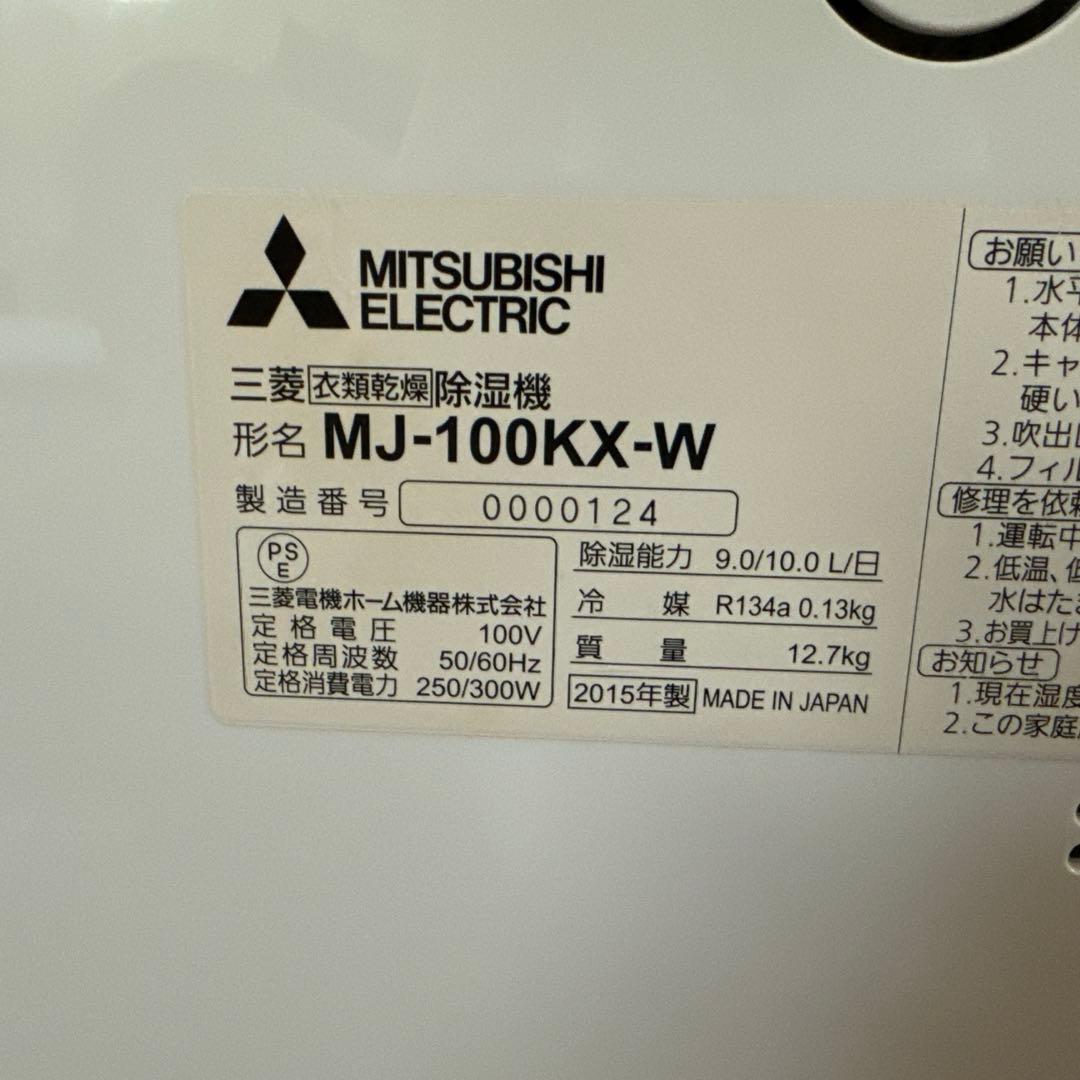 MITSUBISHI
ELECTRIC
三菱衣類乾燥除湿機
形名 MJ-100KX-W
製造番号 0000124
PS
E
三菱電機ホーム機器株式会社
定格電圧 100V
定格周波数 50/60Hz
定格消費電力 250/300W
除湿能力 9.0/10.0 L/日
冷媒 R134a 0.13kg
質量 12.7kg
2015年製 MADE IN JAPAN
お願い
1.水平
本体
2.キャ
硬い
3.吹出
4.フィル
修理を依頼
1.運転中
2.低温、低
水はたま
3.お買上げ
お知らせ
1.現在湿度
2.この家庭